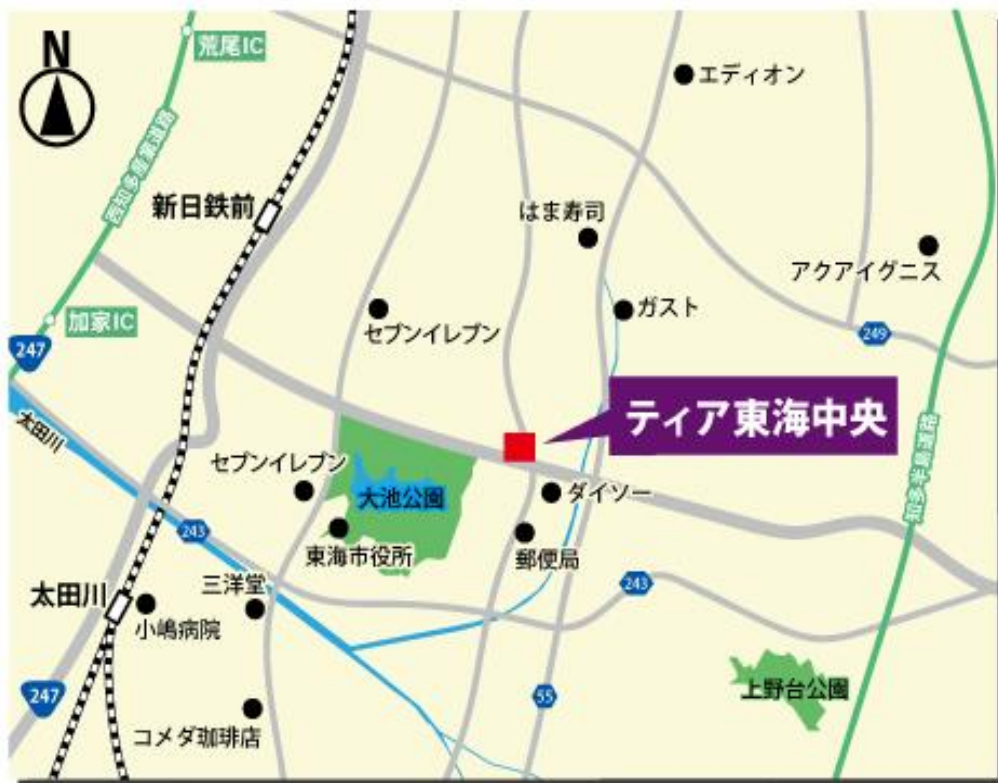 N
荒尾IC
エディオン
西知多産業道路
新日鉄前
はま寿司
アクアイグニス
ガスト
加家IC
セブンイレブン
247
249
ティア東海中央
太田川
セブンイレブン
大池公園
ダイソー
知多半島道路
243
東海市役所
郵便局
太田川
三洋堂
243
小嶋病院
上野台公園
247
55
コメダ珈琲店